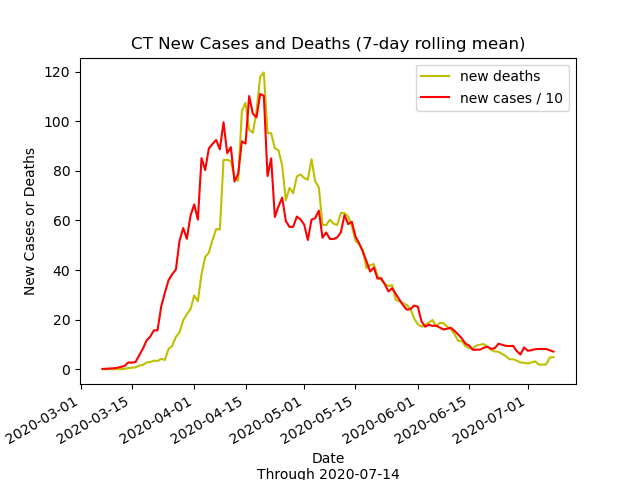 CT New Cases and Deaths (7-day rolling mean)
new deaths
new cases / 10
New Cases or Deaths
120
100
80
60
40
20
0
2020-03-01
2020-03-15
2020-04-01
2020-04-15
2020-05-01
2020-05-15
2020-06-01
2020-06-15
2020-07-01
Date
Through 2020-07-14